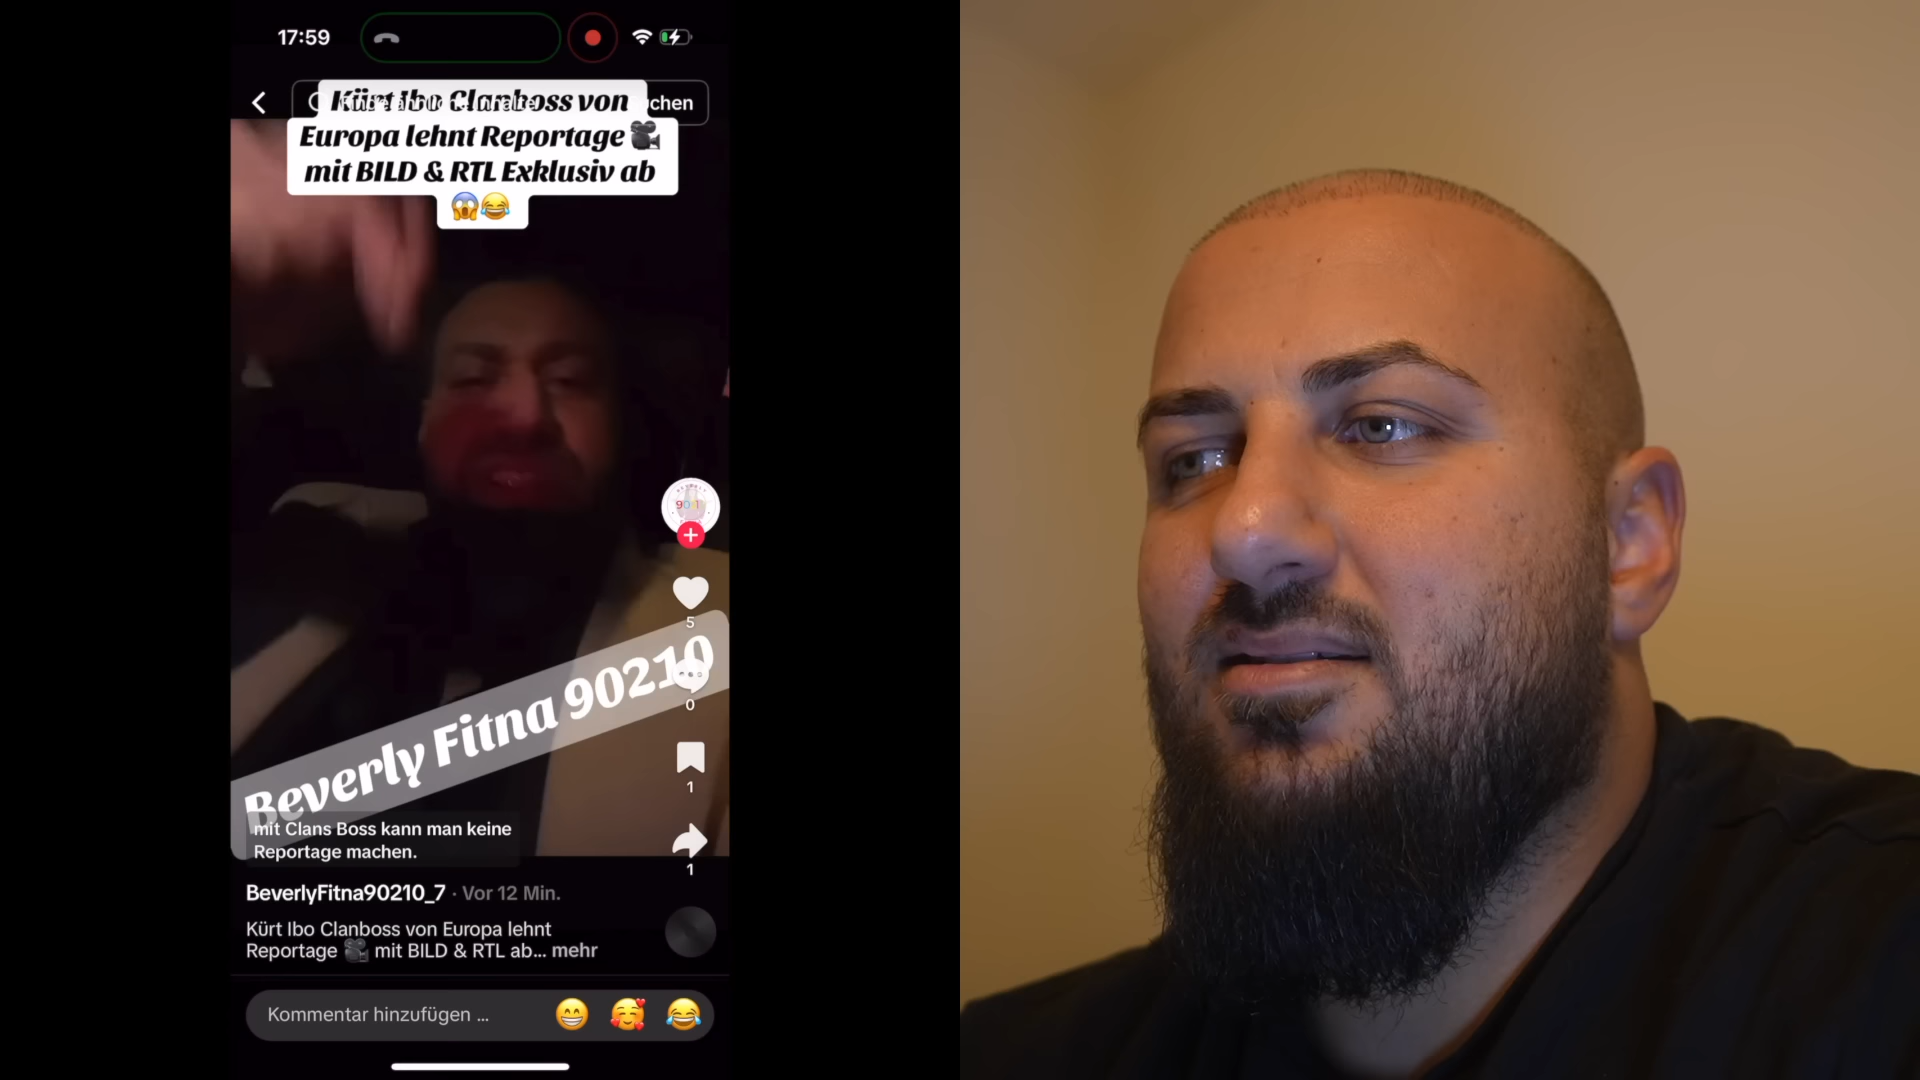 17:59
Kürt Ibo Clanboss von
uchen
Europa lehnt Reportage 🎥
mit BILD & RTL Exklusiv ab
😱😂
5
Beverly Fitna 90210
0
1
mit Clans Boss kann man keine
Reportage machen.
1
BeverlyFitna90210_7 · Vor 12 Min.
Kürt Ibo Clanboss von Europa lehnt
Reportage 🎥 mit BILD & RTL ab... mehr
Kommentar hinzufügen ... 😁 🥰 😂